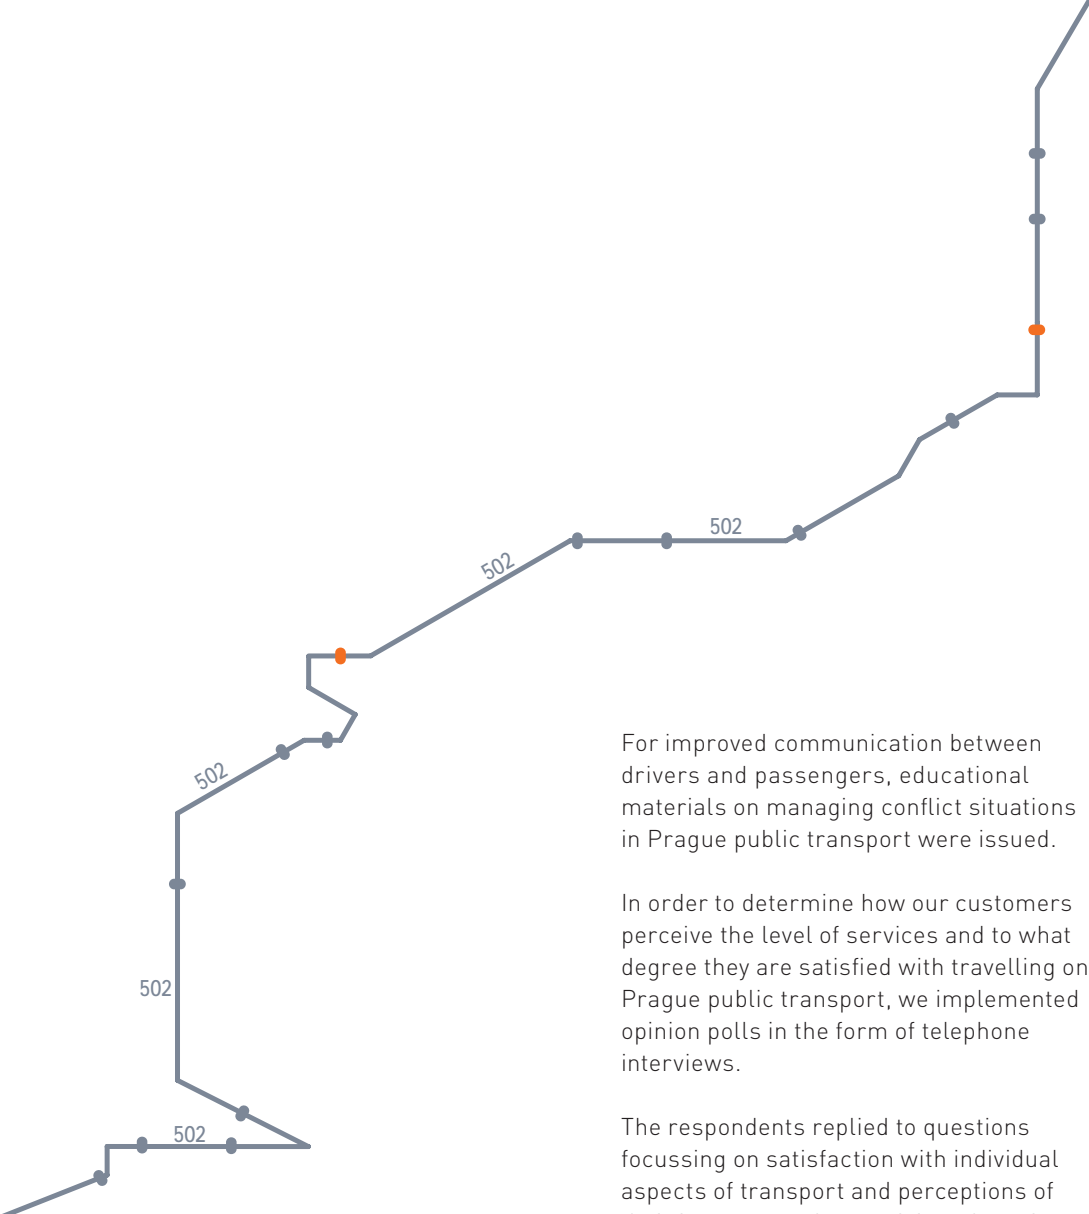 502
502
502
502
502
For improved communication between
drivers and passengers, educational
materials on managing conflict situations
in Prague public transport were issued.
In order to determine how our customers
perceive the level of services and to what
degree they are satisfied with travelling on
Prague public transport, we implemented
opinion polls in the form of telephone
interviews.
The respondents replied to questions
focussing on satisfaction with individual
aspects of transport and perceptions of